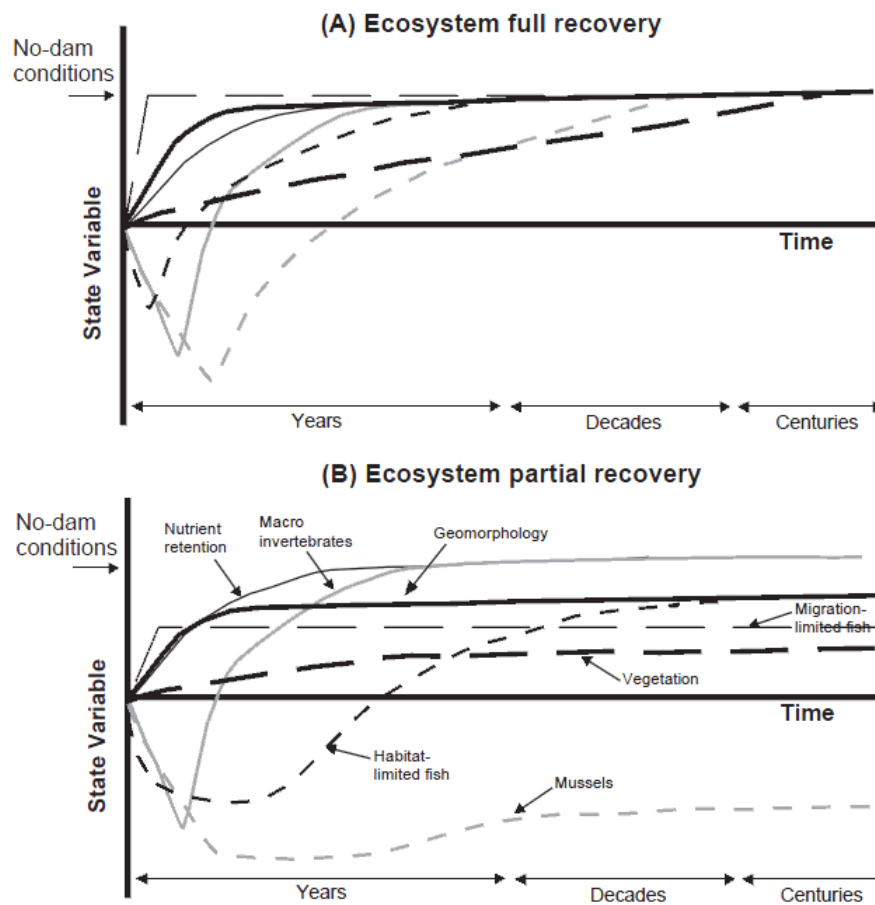 (A) Ecosystem full recovery
No-dam
conditions
State Variable
Time
Years
Decades
Centuries
(B) Ecosystem partial recovery
No-dam
conditions
Nutrient
retention
Macro
invertebrates
Geomorphology
Migration-
limited fish
Vegetation
State Variable
Time
Habitat-
limited fish
Mussels
Years
Decades
Centuries